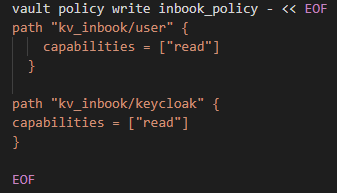 vault policy write inbook_policy - << EOF
path "kv_inbook/user" {
    capabilities = ["read"]
  }

path "kv_inbook/keycloak" {
capabilities = ["read"]
}

EOF